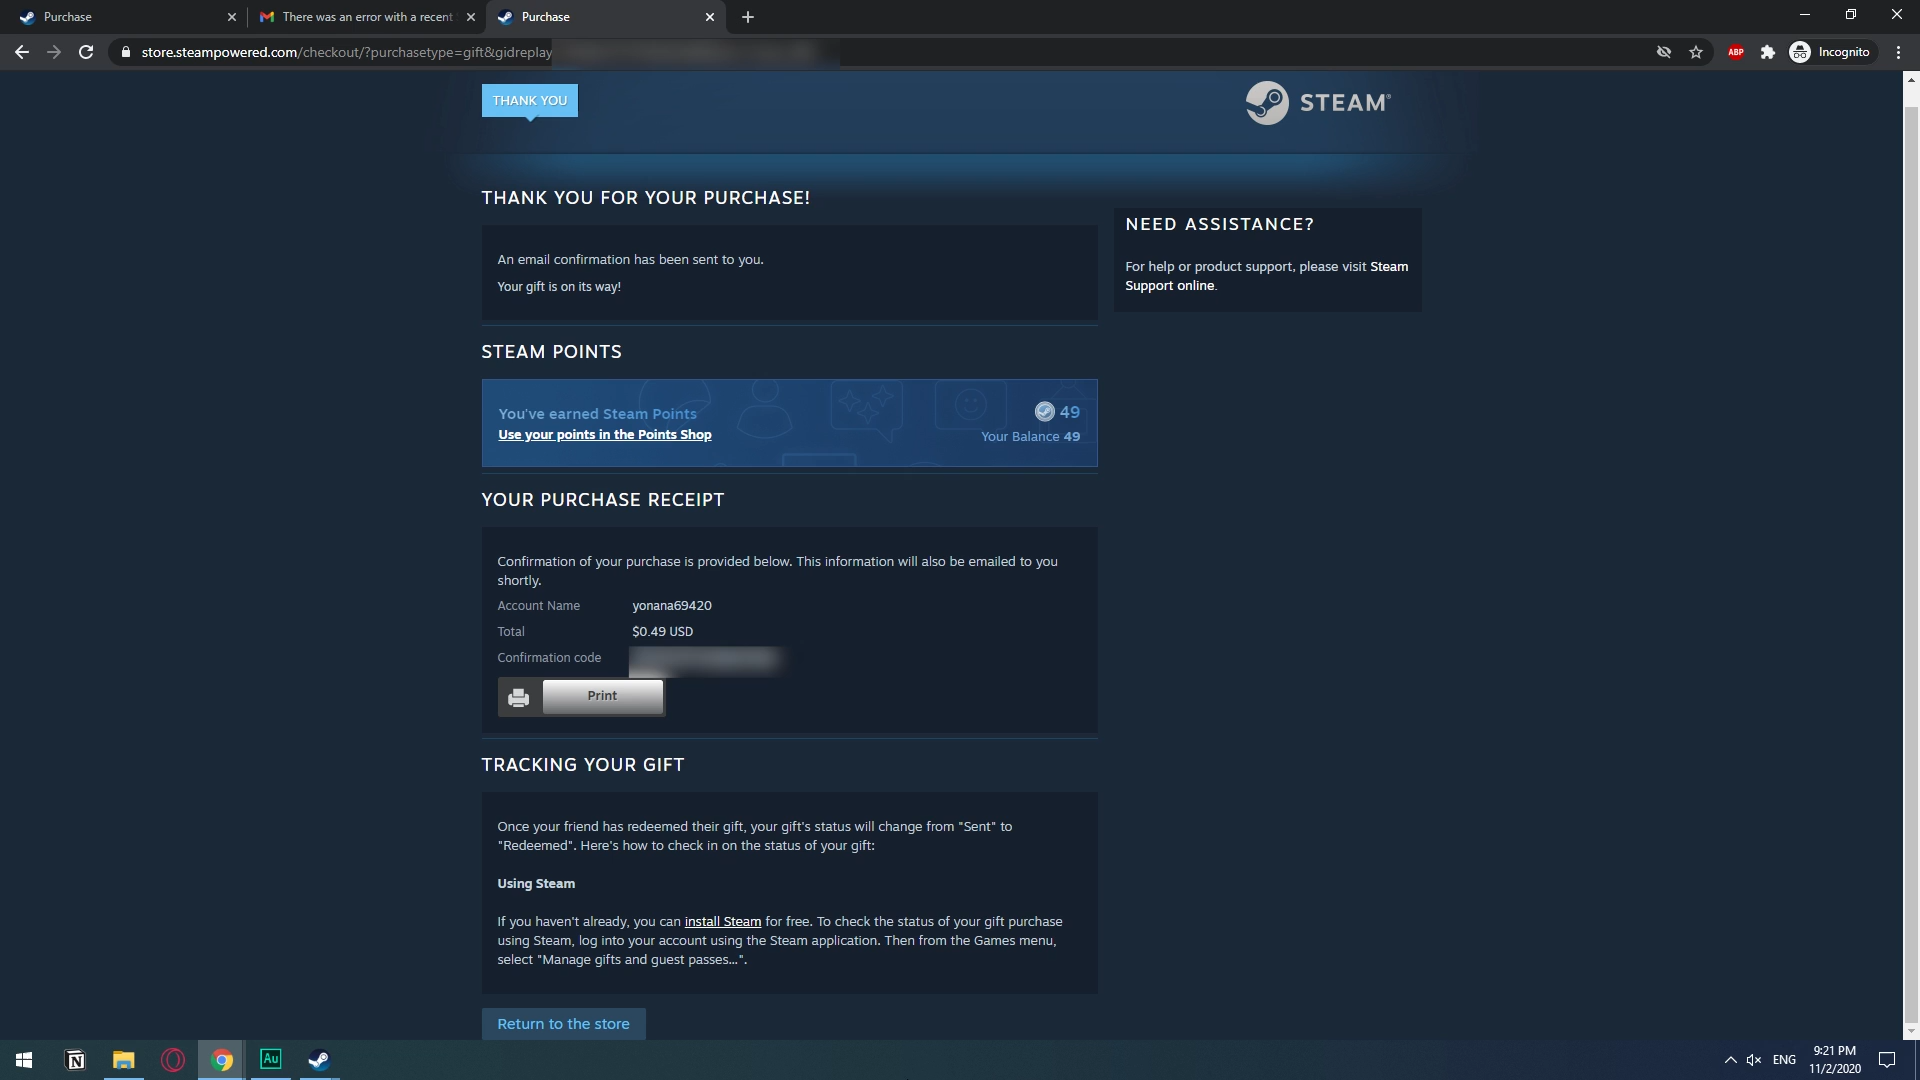 Purchase
There was an error with a recent
Purchase
store.steampowered.com/checkout/?purchasetype=gift&gidreplay
ABP
Incognito
THANK YOU
STEAM®
THANK YOU FOR YOUR PURCHASE!
An email confirmation has been sent to you.
Your gift is on its way!
NEED ASSISTANCE?
For help or product support, please visit Steam
Support online.
STEAM POINTS
You've earned Steam Points
49
Use your points in the Points Shop
Your Balance 49
YOUR PURCHASE RECEIPT
Confirmation of your purchase is provided below. This information will also be emailed to you
shortly.
Account Name yonana69420
Total $0.49 USD
Confirmation code
Print
TRACKING YOUR GIFT
Once your friend has redeemed their gift, your gift's status will change from "Sent" to
"Redeemed". Here's how to check in on the status of your gift:
Using Steam
If you haven't already, you can install Steam for free. To check the status of your gift purchase
using Steam, log into your account using the Steam application. Then from the Games menu,
select "Manage gifts and guest passes...".
Return to the store
N
Au
ENG
9:21 PM
11/2/2020